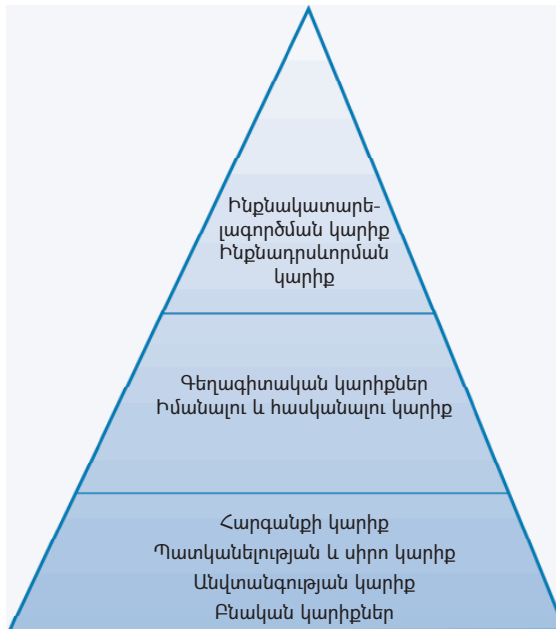 Ինքնակատարե-
լագործման կարիք
Ինքնադրսևորման
կարիք
Գեղագիտական կարիքներ
Իմանալու և հասկանալու կարիք
Հարգանքի կարիք
Պատկանելության և սիրո կարիք
Անվտանգության կարիք
Բնական կարիքներ